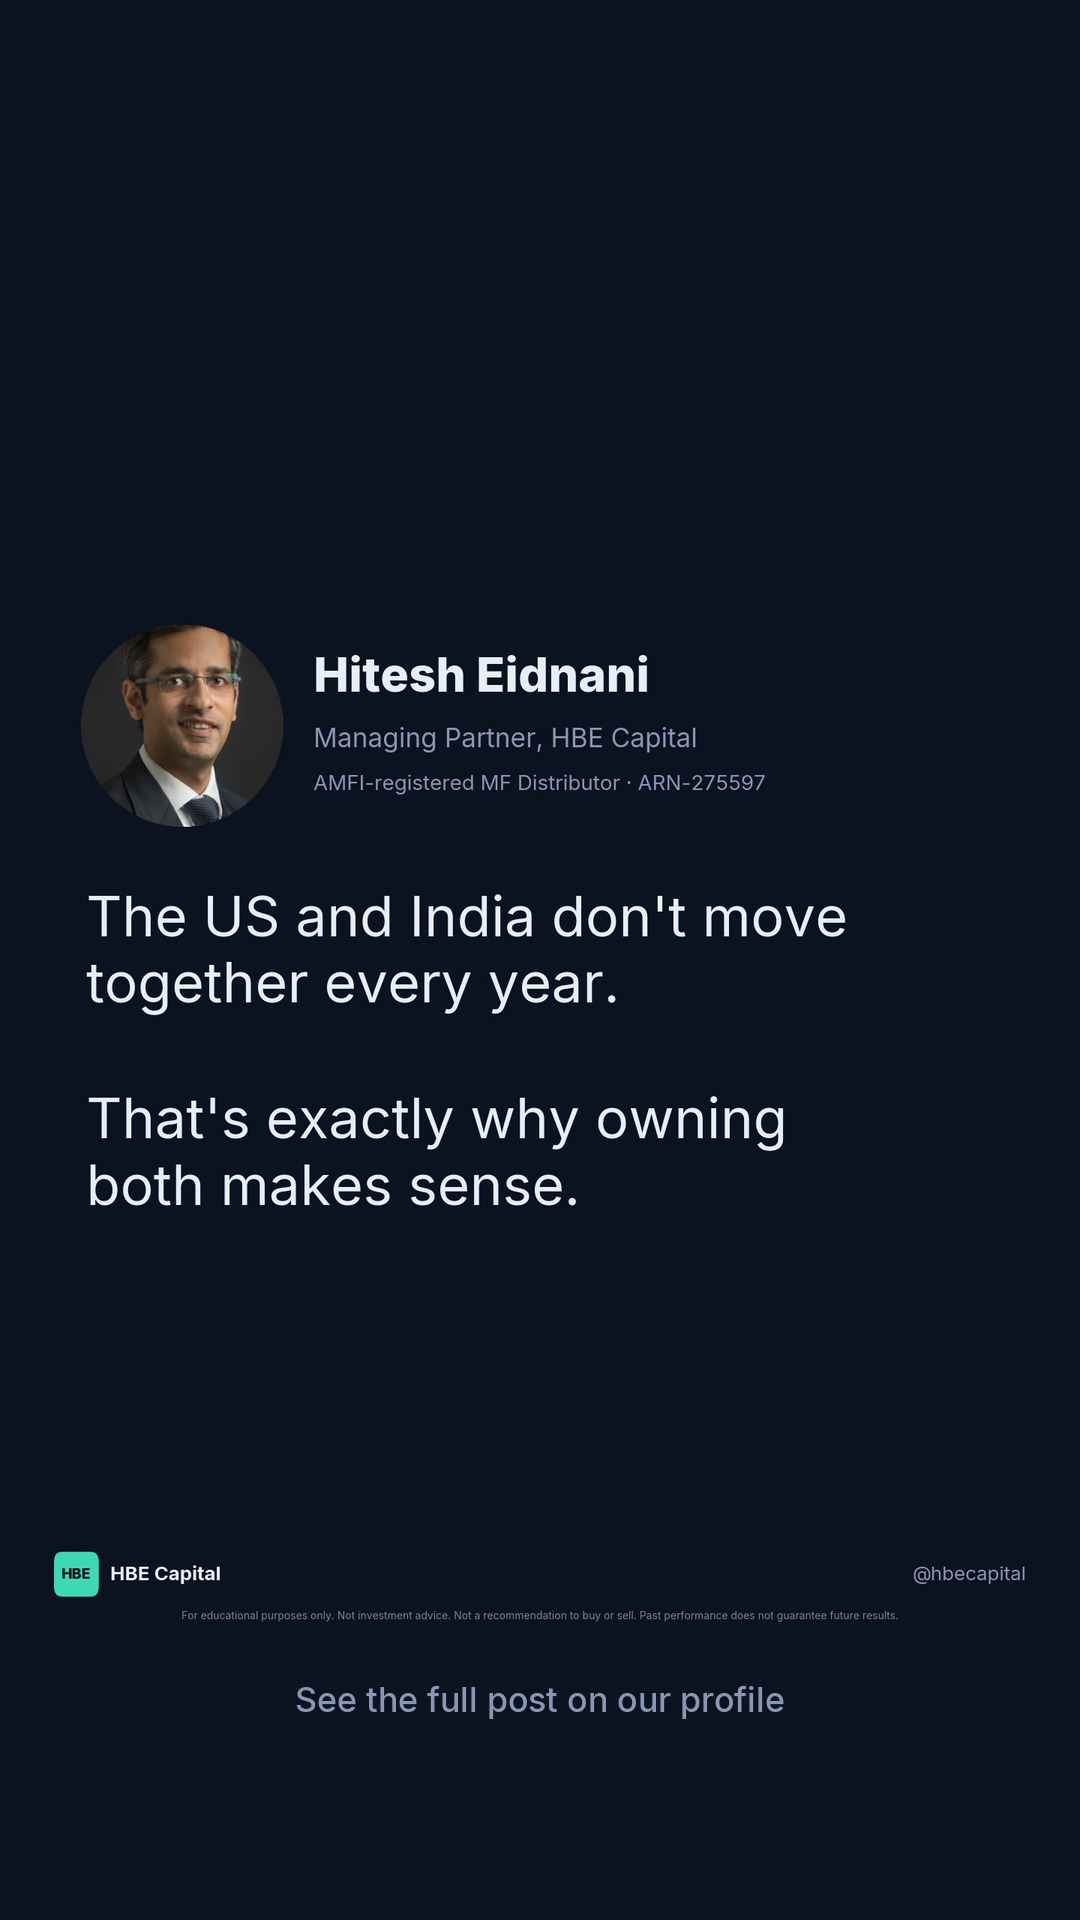 Hitesh Eidnani
Managing Partner, HBE Capital
AMFI-registered MF Distributor · ARN-275597
The US and India don't move
together every year.
That's exactly why owning
both makes sense.
HBE
HBE Capital
@hbecapital
For educational purposes only. Not investment advice. Not a recommendation to buy or sell. Past performance does not guarantee future results.
See the full post on our profile